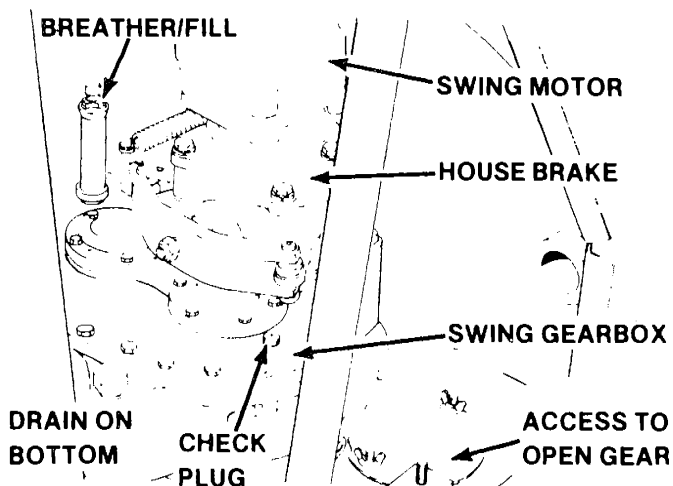 BREATHER/FILL
SWING MOTOR
HOUSE BRAKE
SWING GEARBOX
DRAIN ON
BOTTOM
CHECK
PLUG
ACCESS TO
OPEN GEAR